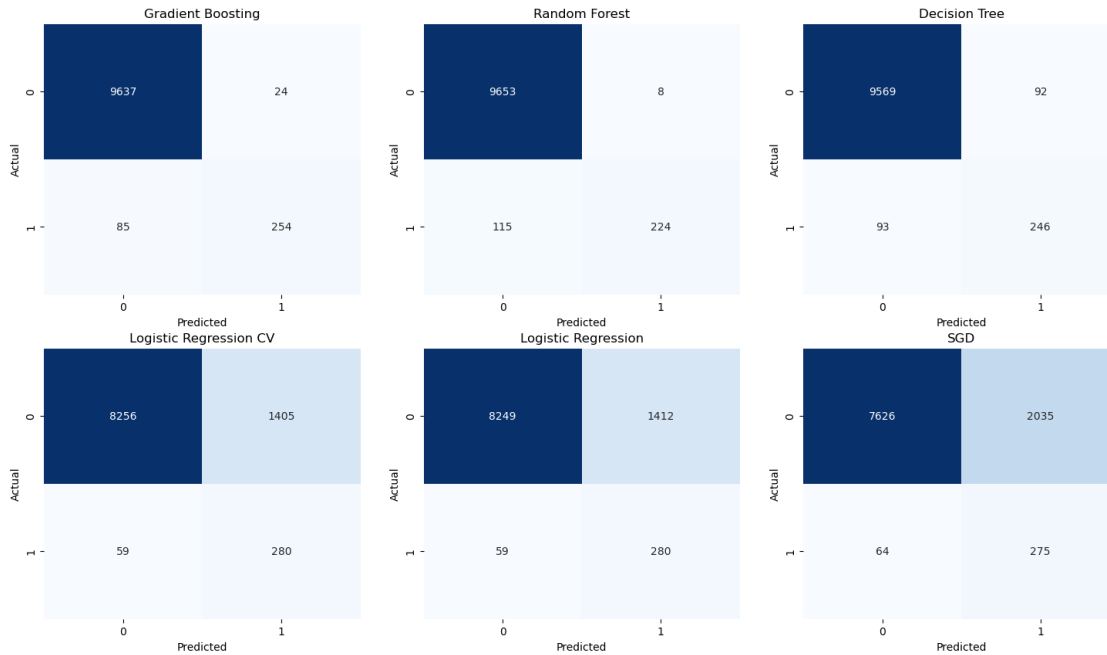 Gradient Boosting
0
9637
24
Actual
1
85
254
0
1
Predicted
Random Forest
0
9653
8
Actual
1
115
224
0
1
Predicted
Decision Tree
0
9569
92
Actual
1
93
246
0
1
Predicted
Logistic Regression CV
0
8256
1405
Actual
1
59
280
0
1
Predicted
Logistic Regression
0
8249
1412
Actual
1
59
280
0
1
Predicted
SGD
0
7626
2035
Actual
1
64
275
0
1
Predicted